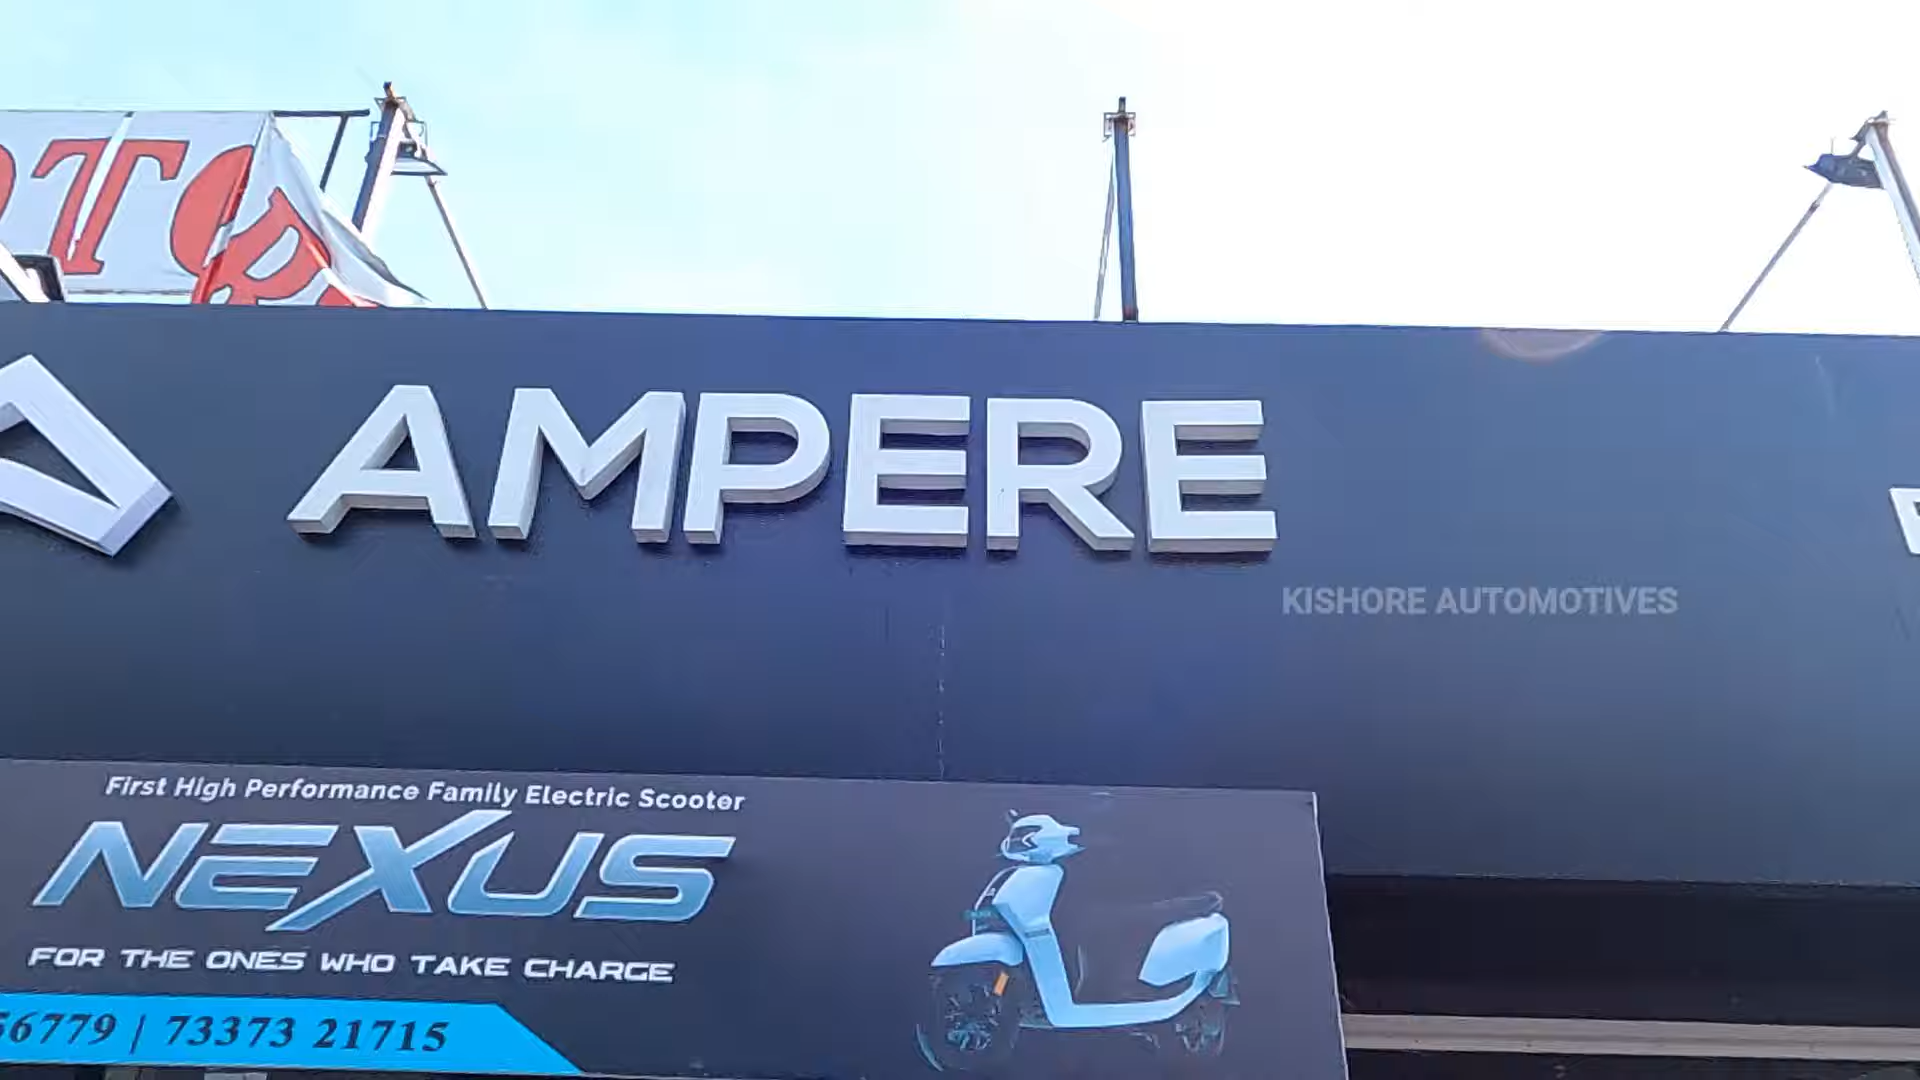 AMPERE
KISHORE AUTOMOTIVES
First High Performance Family Electric Scooter
NEXUS
FOR THE ONES WHO TAKE CHARGE
56779 | 73373 21715